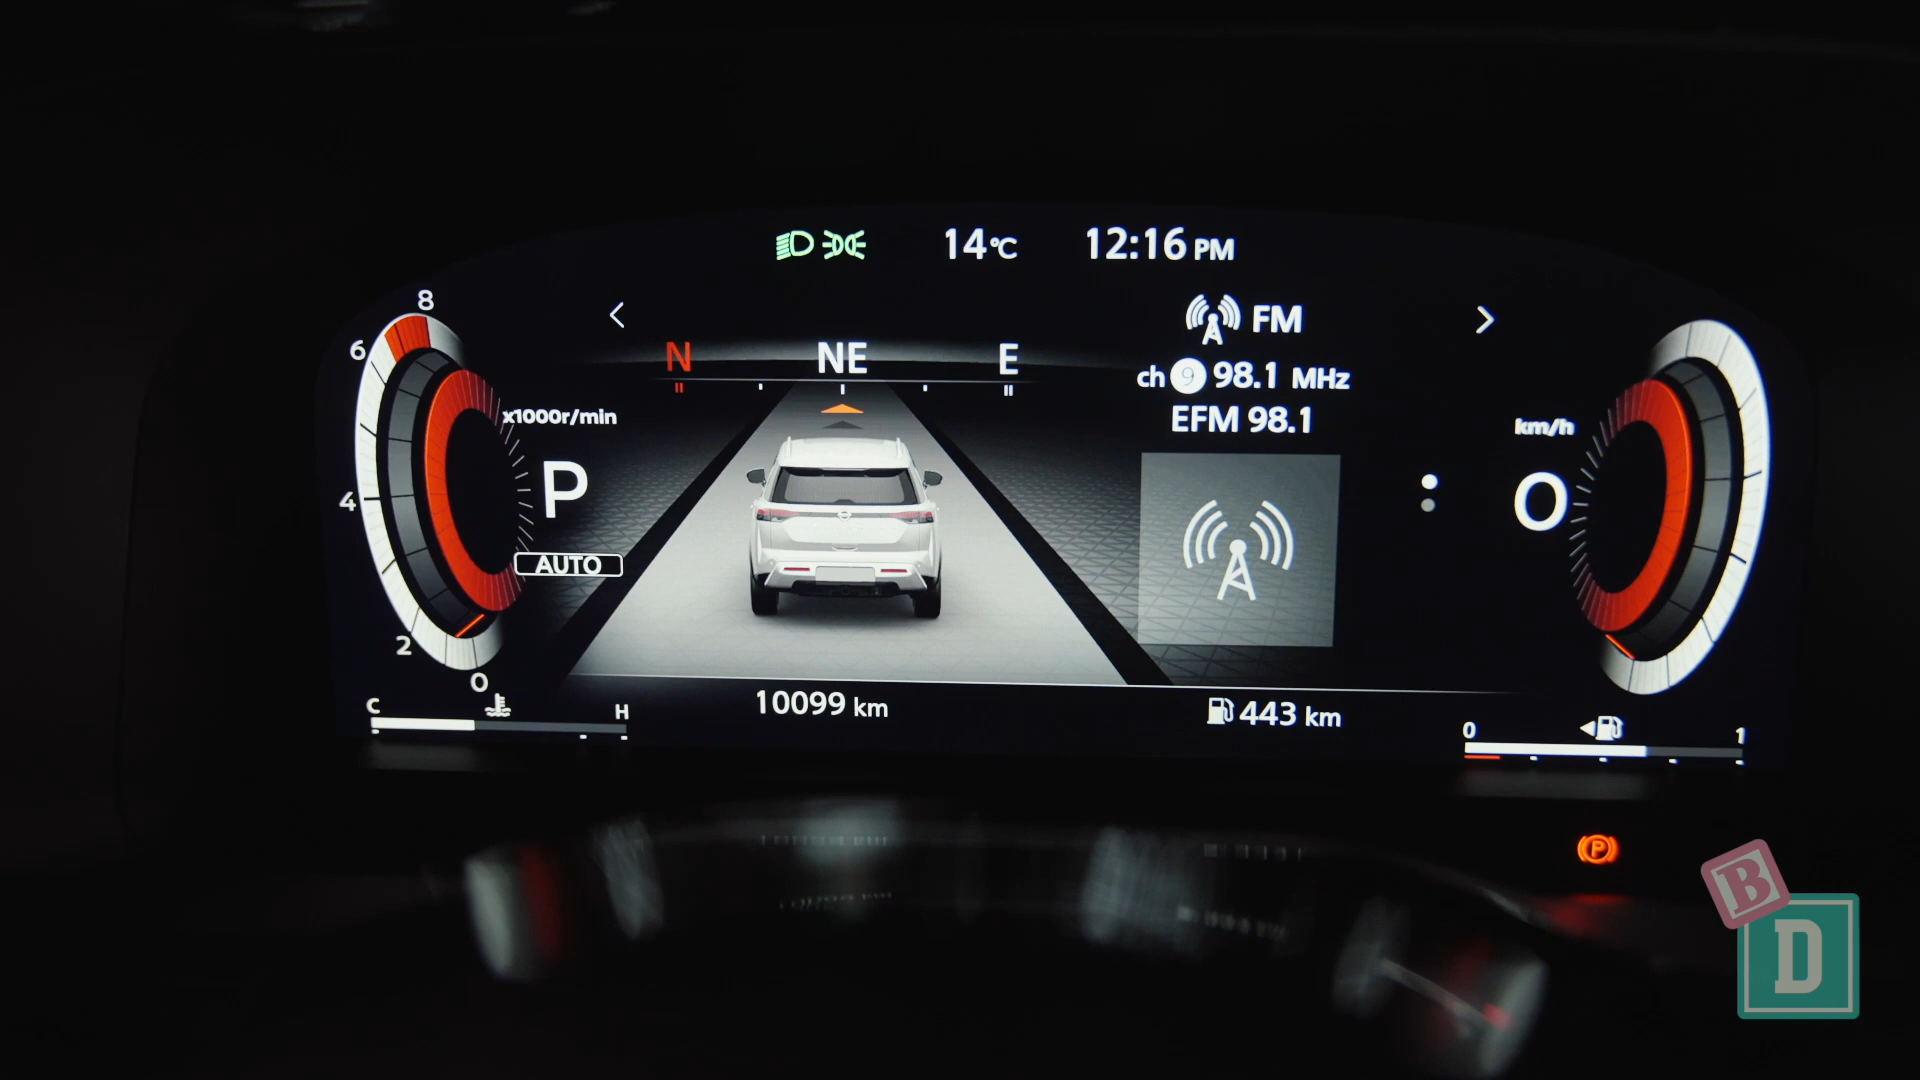 14°C 12:16 PM
8
6
4
2
0
x1000r/min
P
AUTO
N NE E
FM
ch 9 98.1 MHz
EFM 98.1
km/h
0
C H
10099 km
443 km
0 1
P
B
D